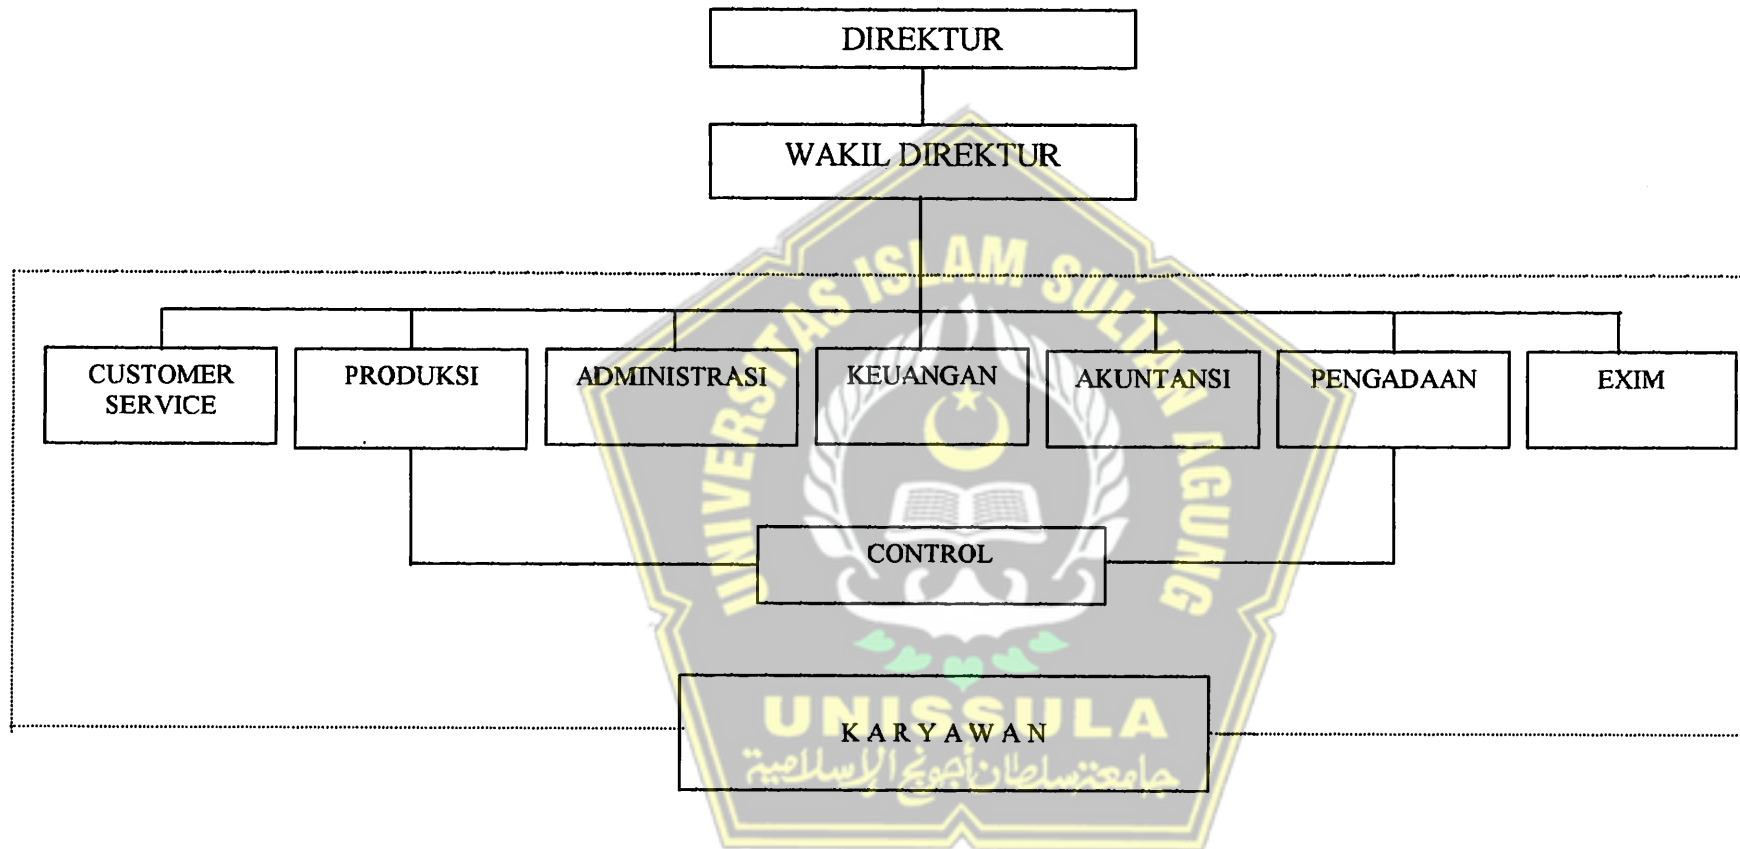 DIREKTUR
WAKIL DIREKTUR
UNIVERSITAS ISLAM SULTAN AGUNG
CUSTOMER
SERVICE
PRODUKSI
ADMINISTRASI
KEUANGAN
AKUNTANSI
PENGADAAN
EXIM
CONTROL
UNISSULA
KARYAWAN
جامعة سلطان أجونج الإسلامية